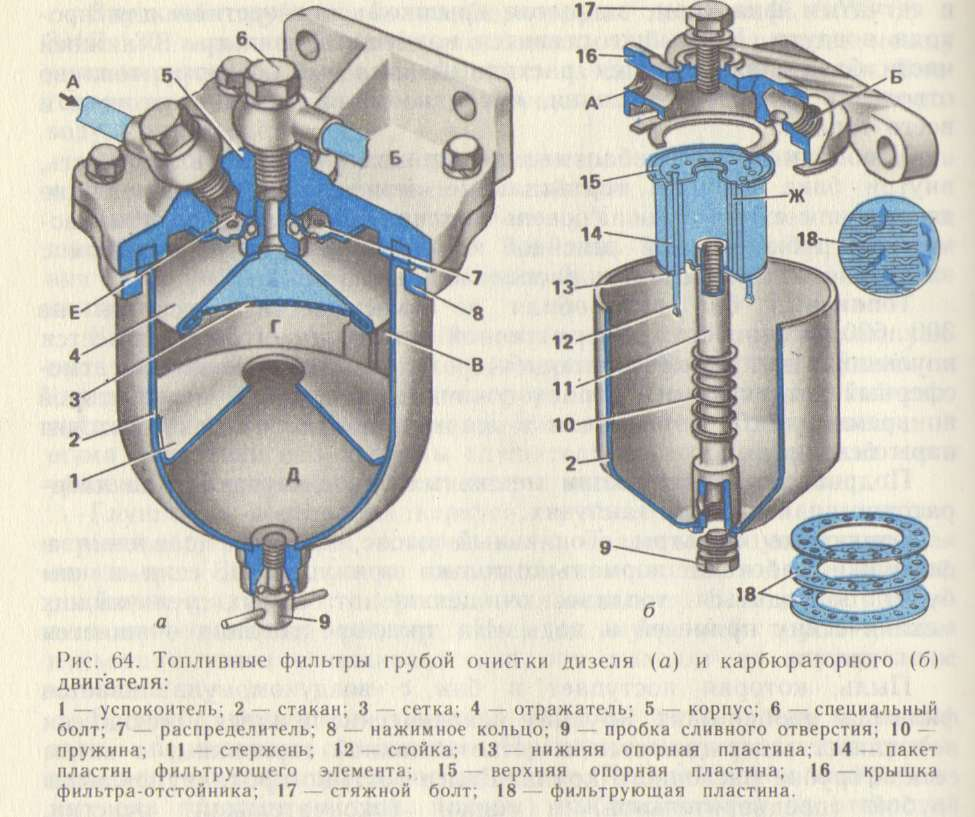 17
6
16
Б
5
А
А
Б
15
Ж
14
18
7
13
Е
8
Г
4
12
В
3
11
2
10
1
Д
2
9
18
а
9
б
Рис. 64. Топливные фильтры грубой очистки дизеля (а) и карбюраторного (б)
двигателя:
1 — успокоитель; 2 — стакан; 3 — сетка; 4 — отражатель; 5 — корпус; 6 — специальный
болт; 7 — распределитель; 8 — нажимное кольцо; 9 — пробка сливного отверстия; 10 —
пружина; 11 — стержень; 12 — стойка; 13 — нижняя опорная пластина; 14 — пакет
пластин фильтрующего элемента; 15 — верхняя опорная пластина; 16 — крышка
фильтра-отстойника; 17 — стяжной болт; 18 — фильтрующая пластина.